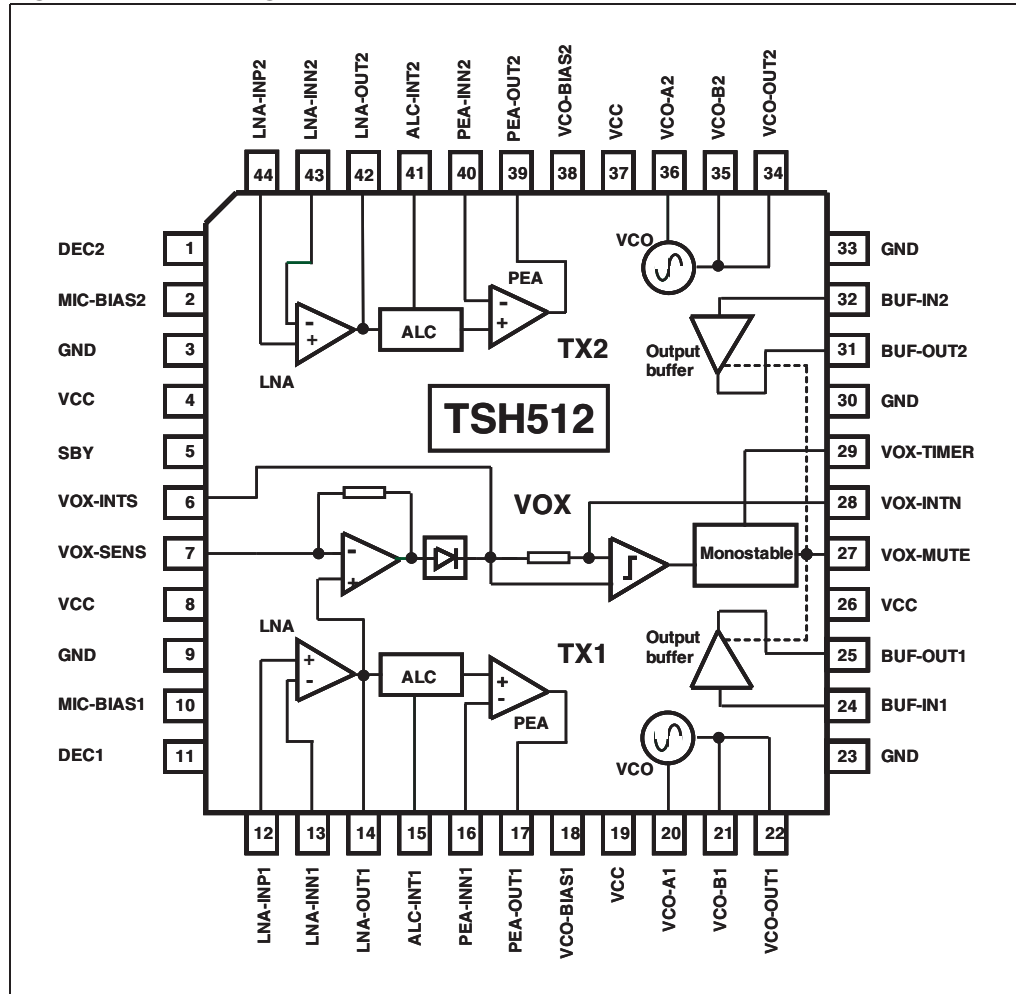 LNA-INP2
LNA-INN2
LNA-OUT2
ALC-INT2
PEA-INN2
PEA-OUT2
VCO-BIAS2
VCC
VCO-A2
VCO-B2
VCO-OUT2
44
43
42
41
40
39
38
37
36
35
34
DEC2
1
MIC-BIAS2
2
GND
3
VCC
4
SBY
5
VOX-INTS
6
VOX-SENS
7
VCC
8
GND
9
MIC-BIAS1
10
DEC1
11
33
GND
32
BUF-IN2
31
BUF-OUT2
30
GND
29
VOX-TIMER
28
VOX-INTN
27
VOX-MUTE
26
VCC
25
BUF-OUT1
24
BUF-IN1
23
GND
VCO
PEA
-
+
-
+
ALC
LNA
TX2
Output
buffer
TSH512
VOX
-
+
Monostable
LNA
+
-
ALC
+
-
PEA
TX1
Output
buffer
VCO
12
13
14
15
16
17
18
19
20
21
22
LNA-INP1
LNA-INN1
LNA-OUT1
ALC-INT1
PEA-INN1
PEA-OUT1
VCO-BIAS1
VCC
VCO-A1
VCO-B1
VCO-OUT1